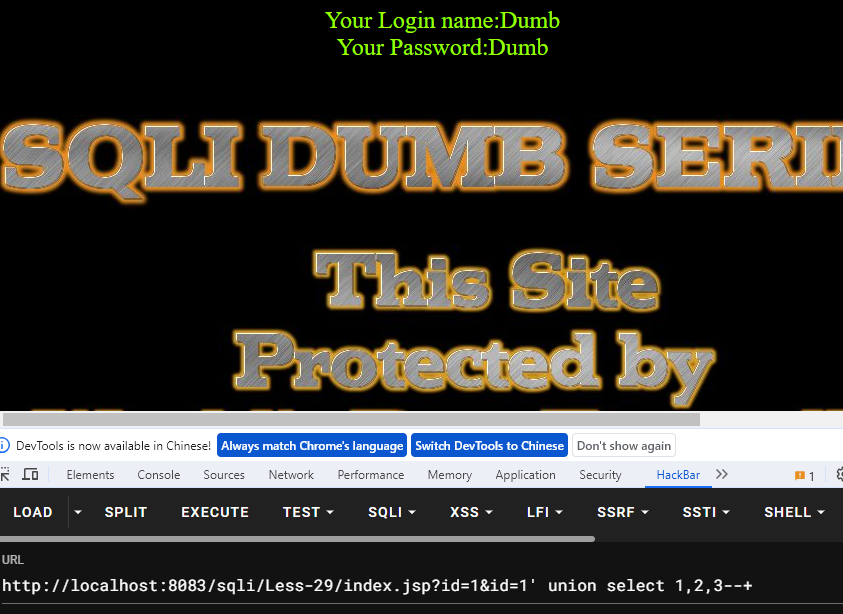 Your Login name:Dumb
Your Password:Dumb
SQLI DUMB SERI
This Site
Protected by
DevTools is now available in Chinese! Always match Chrome's language Switch DevTools to Chinese Don't show again
Elements Console Sources Network Performance Memory Application Security HackBar 1
LOAD SPLIT EXECUTE TEST SQLI XSS LFI SSRF SSTI SHELL
URL
http://localhost:8083/sqli/Less-29/index.jsp?id=1&id=1' union select 1,2,3--+